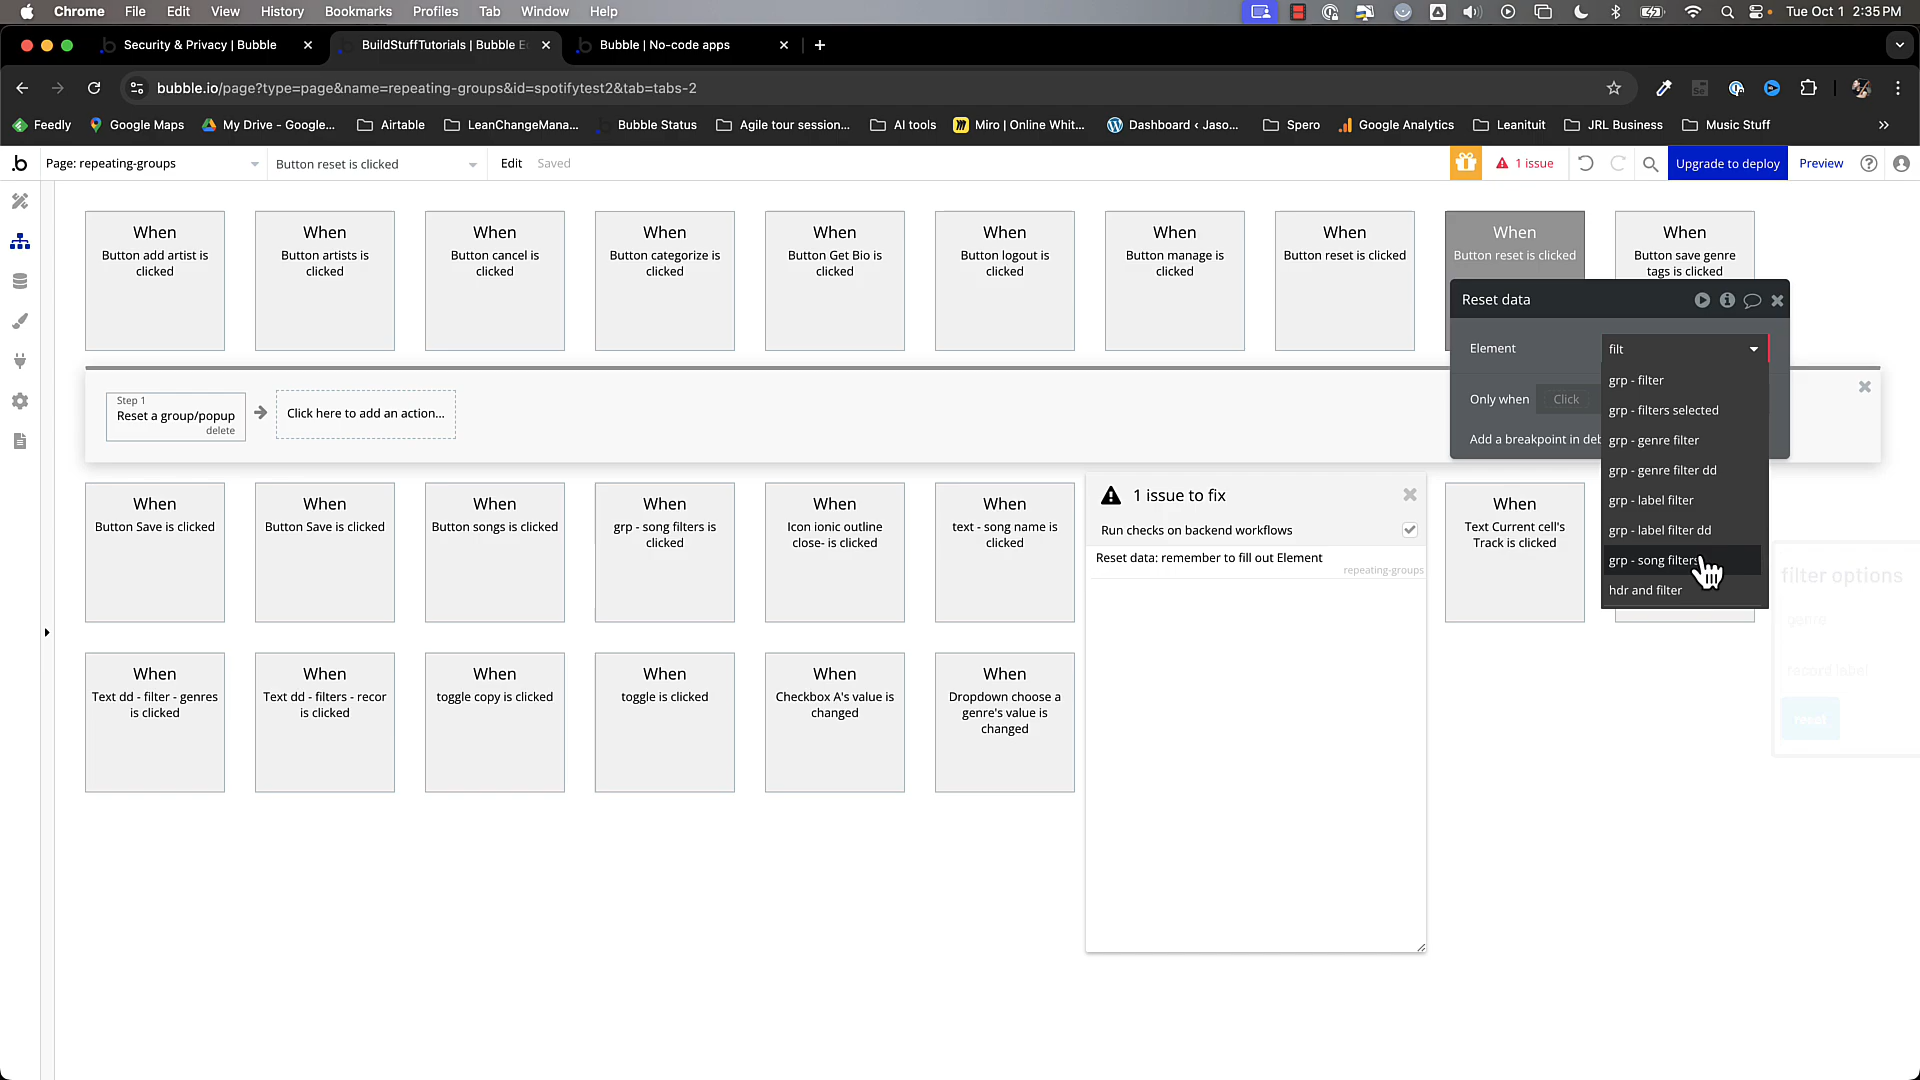 Chrome File Edit View History Bookmarks Profiles Tab Window Help Tue Oct 1 2:35 PM
Security & Privacy | Bubble BuildStuffTutorials | Bubble E Bubble | No-code apps
bubble.io/page?type=page&name=repeating-groups&id=spotifytest2&tab=tabs-2
Feedly Google Maps My Drive - Google... Airtable LeanChangeMana... Bubble Status Agile tour session... AI tools Miro | Online Whit... Dashboard ‹ Jaso... Spero Google Analytics Leanituit JRL Business Music Stuff »
Page: repeating-groups Button reset is clicked Edit Saved 1 issue Upgrade to deploy Preview
When
Button add artist is
clicked
When
Button artists is
clicked
When
Button cancel is
clicked
When
Button categorize is
clicked
When
Button Get Bio is
clicked
When
Button logout is
clicked
When
Button manage is
clicked
When
Button reset is clicked
When
Button reset is clicked
When
Button save genre
tags is clicked
Reset data
Element filt
grp - filter
grp - filters selected
grp - genre filter
grp - genre filter dd
grp - label filter
grp - label filter dd
grp - song filters
hdr and filter
Only when Click
Add a breakpoint in deb
Step 1
Reset a group/popup
delete
Click here to add an action...
When
Button Save is clicked
When
Button Save is clicked
When
Button songs is clicked
When
grp - song filters is
clicked
When
Icon ionic outline
close- is clicked
When
text - song name is
clicked
1 issue to fix
Run checks on backend workflows
Reset data: remember to fill out Element
repeating-groups
When
Text Current cell's
Track is clicked
filter options
genre
record label
reset
When
Text dd - filter - genres
is clicked
When
Text dd - filters - recor
is clicked
When
toggle copy is clicked
When
toggle is clicked
When
Checkbox A's value is
changed
When
Dropdown choose a
genre's value is
changed